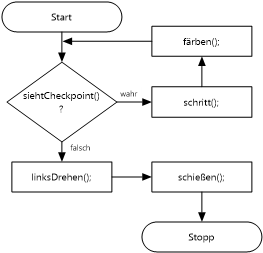 Start
färben();
siehtCheckpoint()
?
wahr
schritt();
falsch
linksDrehen();
schießen();
Stopp